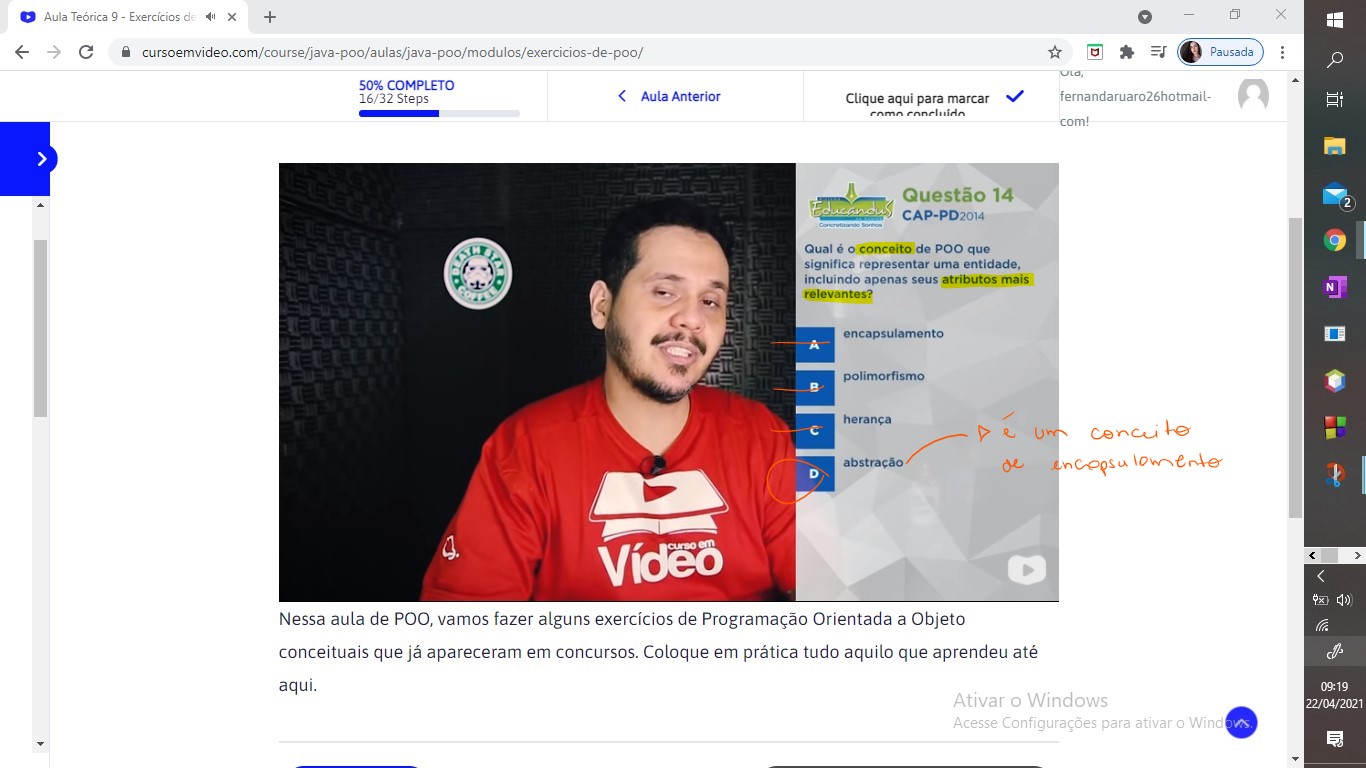 Aula Teórica 9 - Exercícios de
cursoemvideo.com/course/java-poo/aulas/java-poo/modulos/exercicios-de-poo/
Pausada
50% COMPLETO
16/32 Steps
Aula Anterior
Clique aqui para marcar
como concluído
Olá,
fernandaruaro26hotmail-
com!
DEATH STAR
COFFEE
EDITORA
Educandus
Concretizando Sonhos
Questão 14
CAP-PD2014
Qual é o conceito de POO que
significa representar uma entidade,
incluindo apenas seus atributos mais
relevantes?
A encapsulamento
B polimorfismo
C herança
D abstração
é um conceito
de encapsulamento
curso em
Vídeo
Nessa aula de POO, vamos fazer alguns exercícios de Programação Orientada a Objeto
conceituais que já apareceram em concursos. Coloque em prática tudo aquilo que aprendeu até
aqui.
Ativar o Windows
Acesse Configurações para ativar o Windows.
2
09:19
22/04/2021